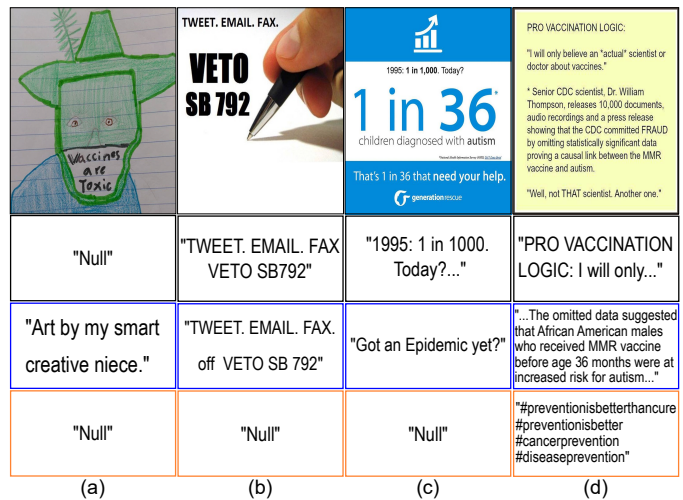 Vaccines
are
Toxic
TWEET. EMAIL. FAX.
VETO
SB 792
1995: 1 in 1,000. Today?
1 in 36*
children diagnosed with autism
That's 1 in 36 that need your help.
generationrescue
PRO VACCINATION LOGIC:
"I will only believe an *actual* scientist or
doctor about vaccines."
* Senior CDC scientist, Dr. William
Thompson, releases 10,000 documents,
audio recordings and a press release
showing that the CDC committed FRAUD
by omitting statistically significant data
proving a causal link between the MMR
vaccine and autism.
"Well, not THAT scientist. Another one."
"Null"
"TWEET. EMAIL. FAX
VETO SB792"
"1995: 1 in 1000.
Today?..."
"PRO VACCINATION
LOGIC: I will only..."
"Art by my smart
creative niece."
"TWEET. EMAIL. FAX.
off VETO SB 792"
"Got an Epidemic yet?"
"...The omitted data suggested
that African American males
who received MMR vaccine
before age 36 months were at
increased risk for autism..."
"Null"
"Null"
"Null"
"#preventionisbetterthancure
#preventionisbetter
#cancerprevention
#diseaseprevention"
(a)
(b)
(c)
(d)